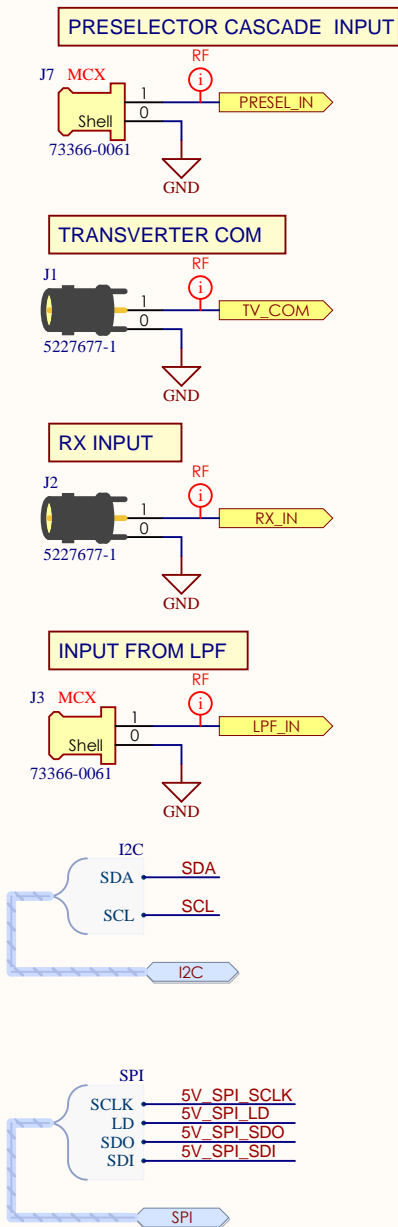 PRESELECTOR CASCADE INPUT
RF
J7 MCX
i
1
PRESEL_IN
Shell
0
73366-0061
GND
TRANSVERTER COM
RF
J1
i
1
TV_COM
0
5227677-1
GND
RX INPUT
RF
J2
i
1
RX_IN
0
5227677-1
GND
INPUT FROM LPF
RF
J3 MCX
i
1
LPF_IN
Shell
0
73366-0061
GND
I2C
SDA SDA
SCL SCL
I2C
SPI
SCLK 5V_SPI_SCLK
LD 5V_SPI_LD
SDO 5V_SPI_SDO
SDI 5V_SPI_SDI
SPI